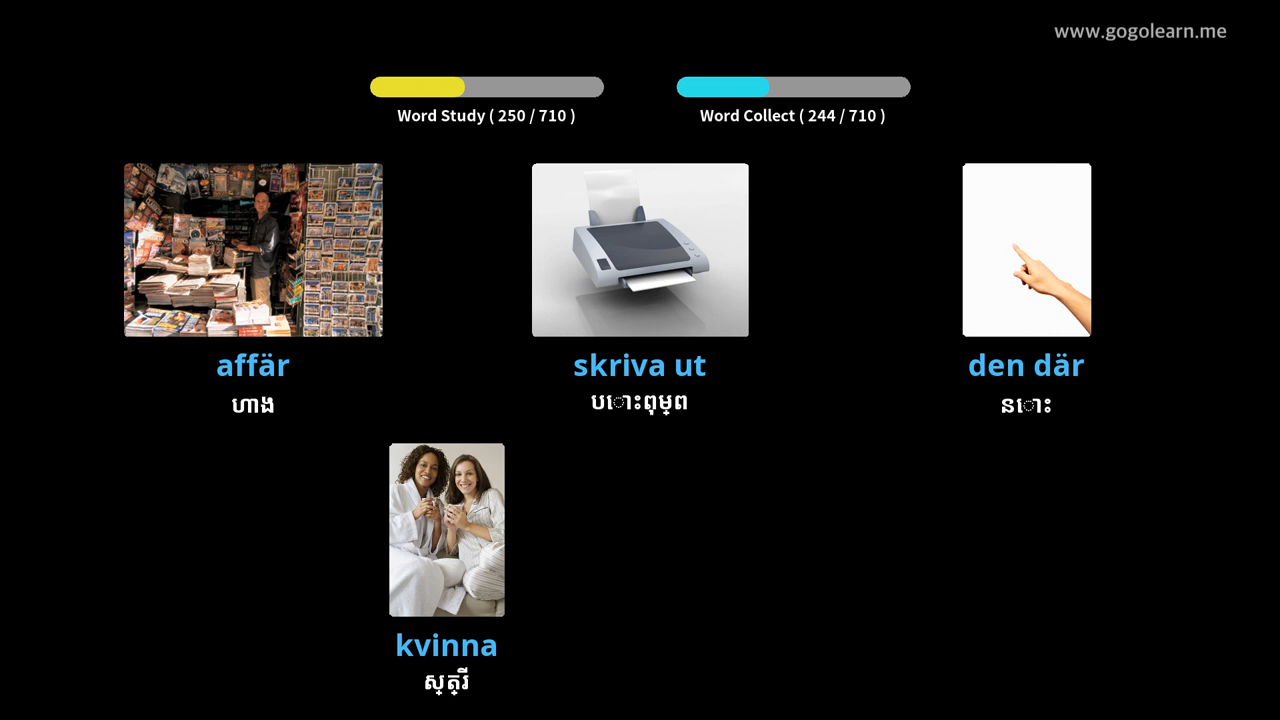 www.gogolearn.me
Word Study ( 250 / 710 )
Word Collect ( 244 / 710 )
affär
skriva ut
den där
ហាង
បោះពុម្ព
នោះ
kvinna
ស្ត្រី